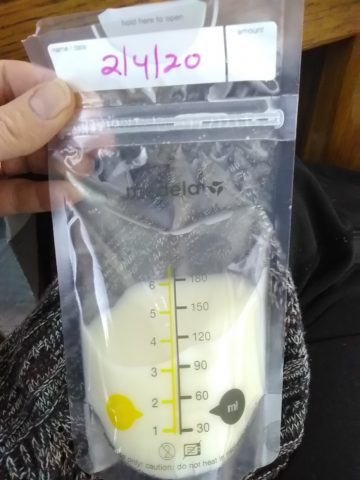 hold here to open
name / date
amount
2/4/20
medela
6 180
5 150
4 120
3 90
2 60
ml
1 30
only! caution: do not heat in